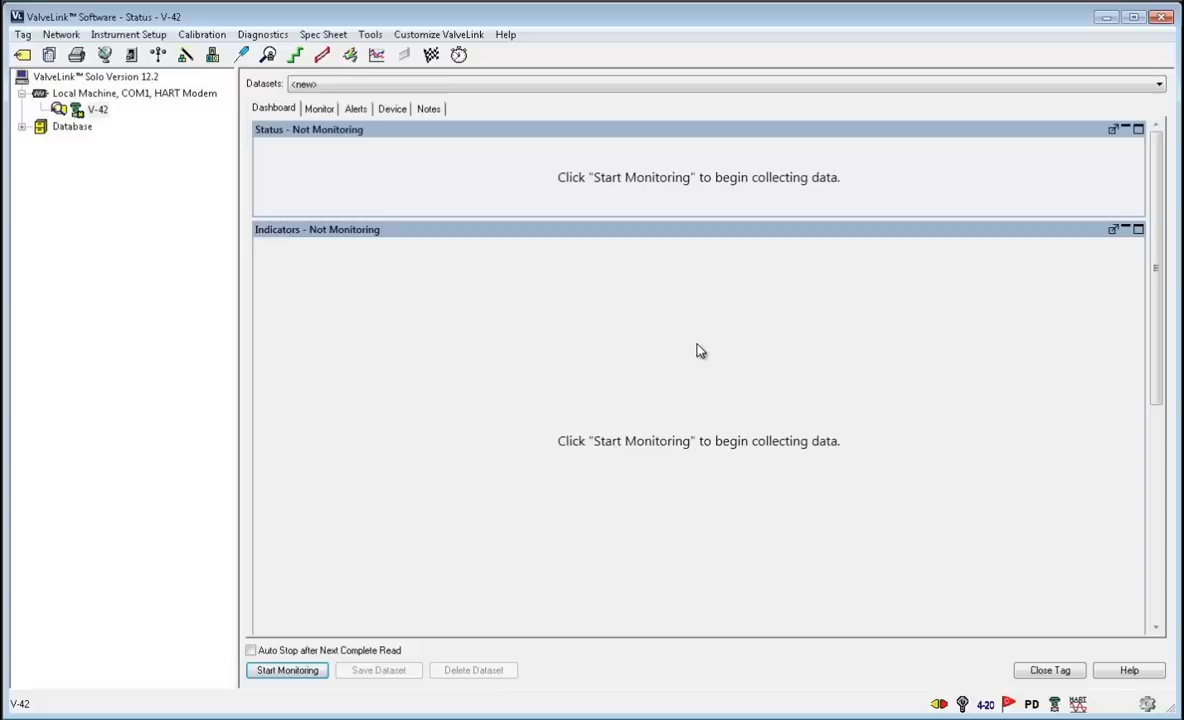 ValveLink™ Software - Status - V-42
Tag Network Instrument Setup Calibration Diagnostics Spec Sheet Tools Customize ValveLink Help
ValveLink™ Solo Version 12.2
Local Machine, COM1, HART Modem
V-42
Database
Datasets: <new>
Dashboard Monitor Alerts Device Notes
Status - Not Monitoring
Click "Start Monitoring" to begin collecting data.
Indicators - Not Monitoring
Click "Start Monitoring" to begin collecting data.
Auto Stop after Next Complete Read
Start Monitoring Save Dataset Delete Dataset Close Tag Help
V-42 4-20 PD HART